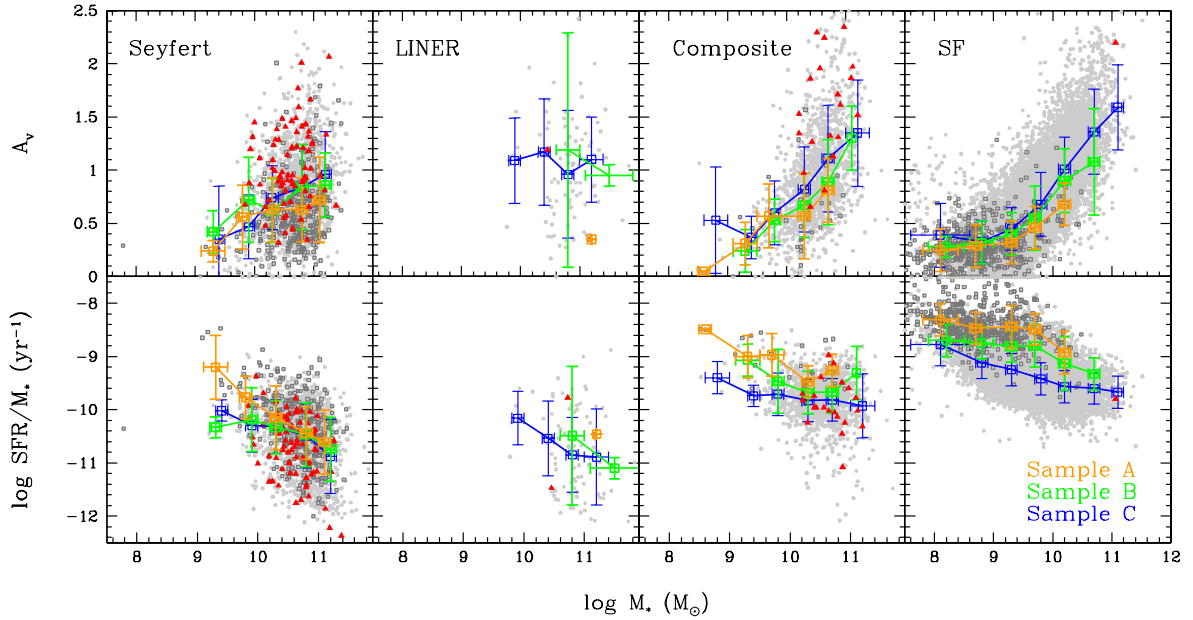 Seyfert LINER Composite SF
2.5
2
1.5
1
0.5
0
A_v
-8
-9
-10
-11
-12
log SFR/M_* (yr^-1)
Sample A
Sample B
Sample C
8 9 10 11 8 9 10 11 8 9 10 11 8 9 10 11 12
log M_* (M_⊙)